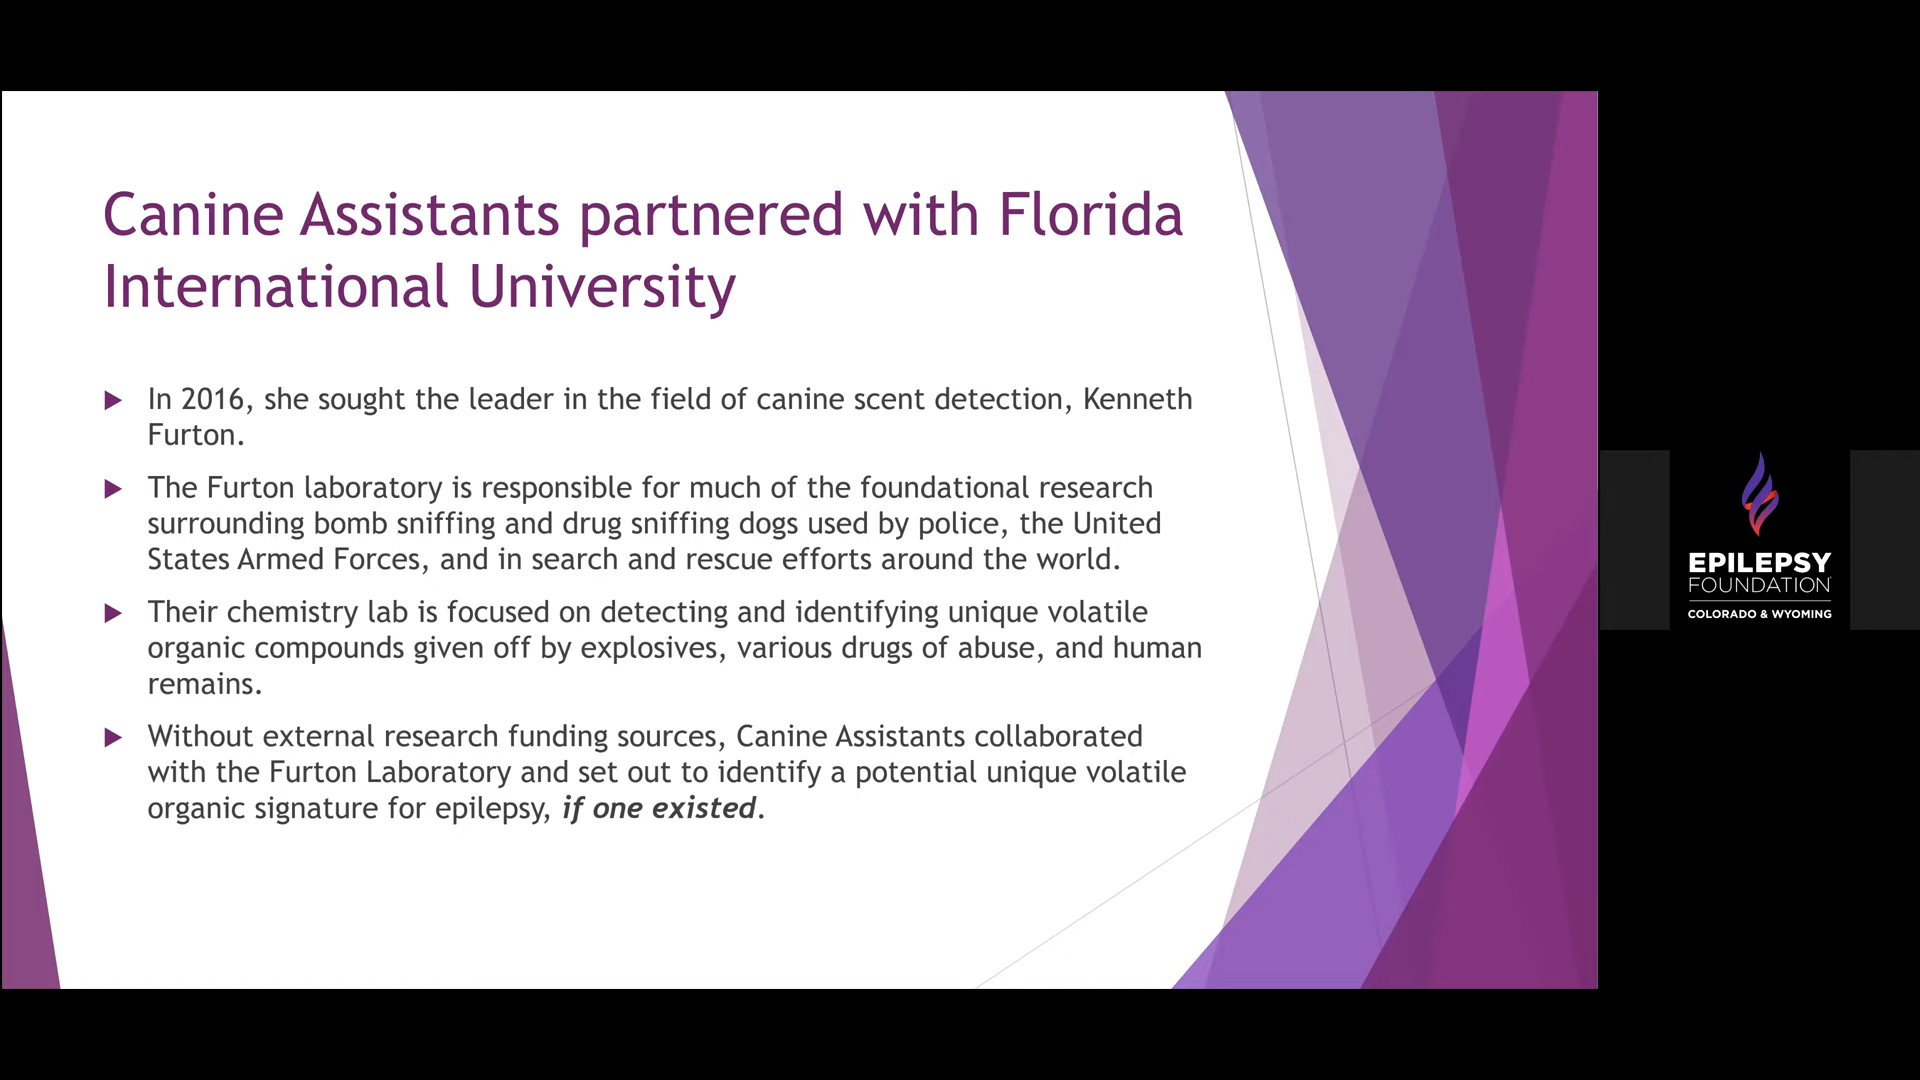 Canine Assistants partnered with Florida
International University
In 2016, she sought the leader in the field of canine scent detection, Kenneth
Furton.
The Furton laboratory is responsible for much of the foundational research
surrounding bomb sniffing and drug sniffing dogs used by police, the United
States Armed Forces, and in search and rescue efforts around the world.
Their chemistry lab is focused on detecting and identifying unique volatile
organic compounds given off by explosives, various drugs of abuse, and human
remains.
Without external research funding sources, Canine Assistants collaborated
with the Furton Laboratory and set out to identify a potential unique volatile
organic signature for epilepsy, if one existed.
EPILEPSY
FOUNDATION
COLORADO & WYOMING